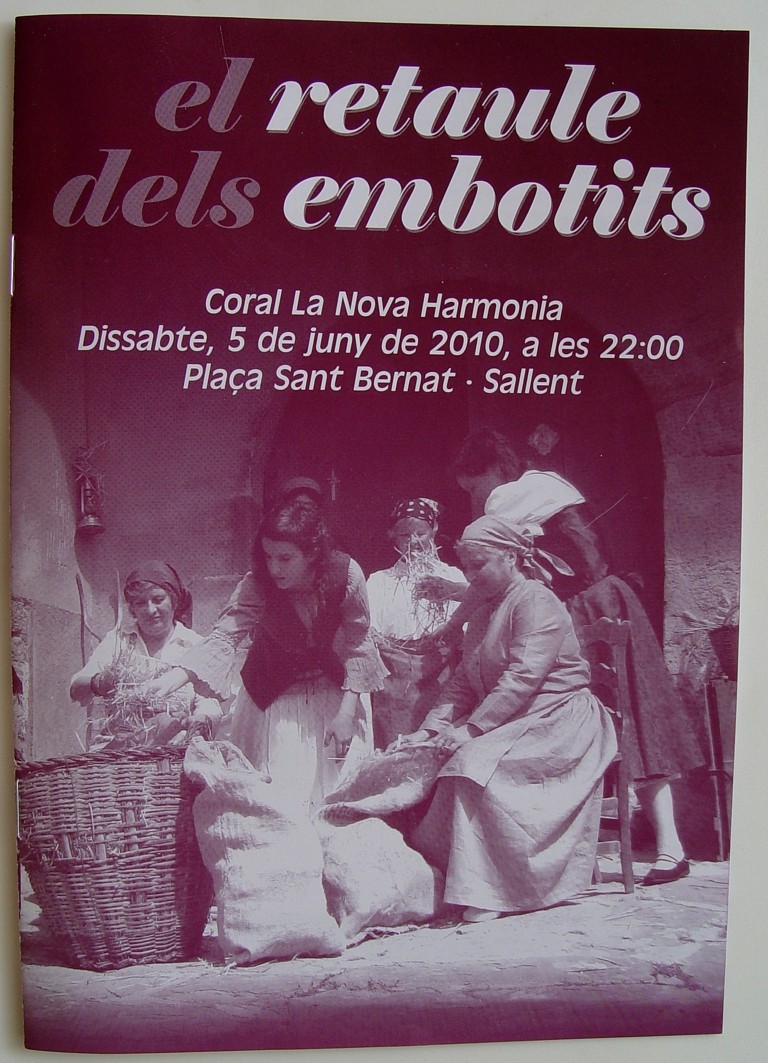 el retaule
dels embotits
Coral La Nova Harmonia
Dissabte, 5 de juny de 2010, a les 22:00
Plaça Sant Bernat · Sallent